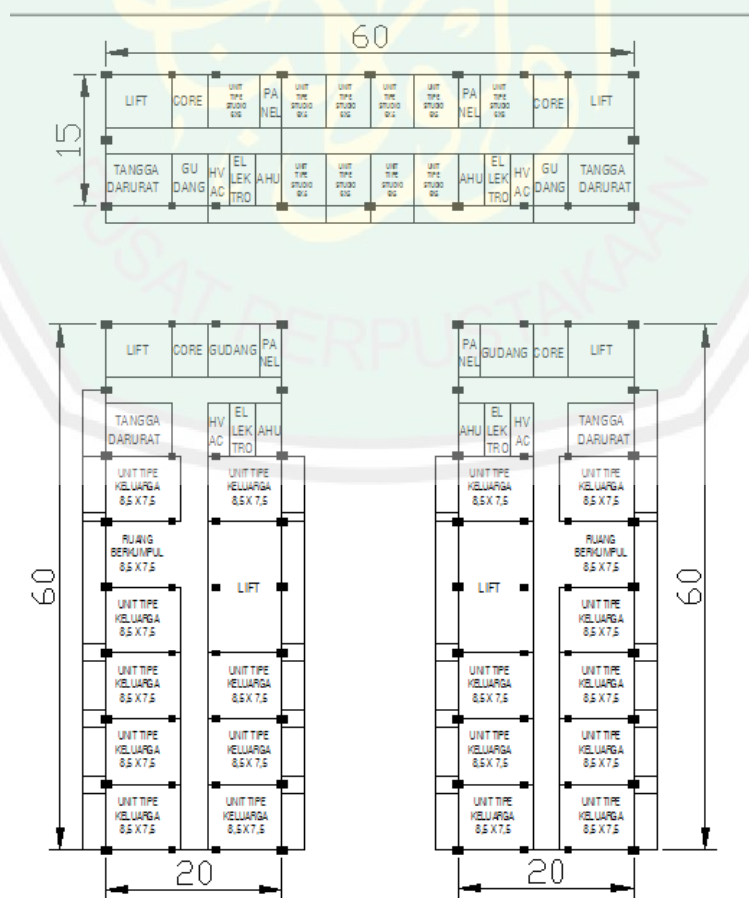 60
15
LIFT
CORE
UNIT
TIPE
STUDIO
PA
NEL
UNIT
TIPE
STUDIO
UNIT
TIPE
STUDIO
UNIT
TIPE
STUDIO
UNIT
TIPE
STUDIO
PA
NEL
UNIT
TIPE
STUDIO
CORE
LIFT
TANGGA
DARURAT
GU
DANG
HV
AC
EL
LEK
TRO
AHU
UNIT
TIPE
STUDIO
UNIT
TIPE
STUDIO
UNIT
TIPE
STUDIO
UNIT
TIPE
STUDIO
AHU
EL
LEK
TRO
HV
AC
GU
DANG
TANGGA
DARURAT
PUSAT PERPUSTAKAAN
60
LIFT
CORE
GUDANG
PA
NEL
TANGGA
DARURAT
HV
AC
EL
LEK
TRO
AHU
UNIT TIPE
KELUARGA
8,5 X 7,5
UNIT TIPE
KELUARGA
8,5 X 7,5
RUANG
BERKUMPUL
8,5 X 7,5
LIFT
UNIT TIPE
KELUARGA
8,5 X 7,5
UNIT TIPE
KELUARGA
8,5 X 7,5
UNIT TIPE
KELUARGA
8,5 X 7,5
UNIT TIPE
KELUARGA
8,5 X 7,5
UNIT TIPE
KELUARGA
8,5 X 7,5
UNIT TIPE
KELUARGA
8,5 X 7,5
UNIT TIPE
KELUARGA
8,5 X 7,5
20
PA
NEL
GUDANG
CORE
LIFT
AHU
EL
LEK
TRO
HV
AC
TANGGA
DARURAT
UNIT TIPE
KELUARGA
8,5 X 7,5
UNIT TIPE
KELUARGA
8,5 X 7,5
RUANG
BERKUMPUL
8,5 X 7,5
LIFT
UNIT TIPE
KELUARGA
8,5 X 7,5
UNIT TIPE
KELUARGA
8,5 X 7,5
UNIT TIPE
KELUARGA
8,5 X 7,5
UNIT TIPE
KELUARGA
8,5 X 7,5
UNIT TIPE
KELUARGA
8,5 X 7,5
UNIT TIPE
KELUARGA
8,5 X 7,5
UNIT TIPE
KELUARGA
8,5 X 7,5
60
20